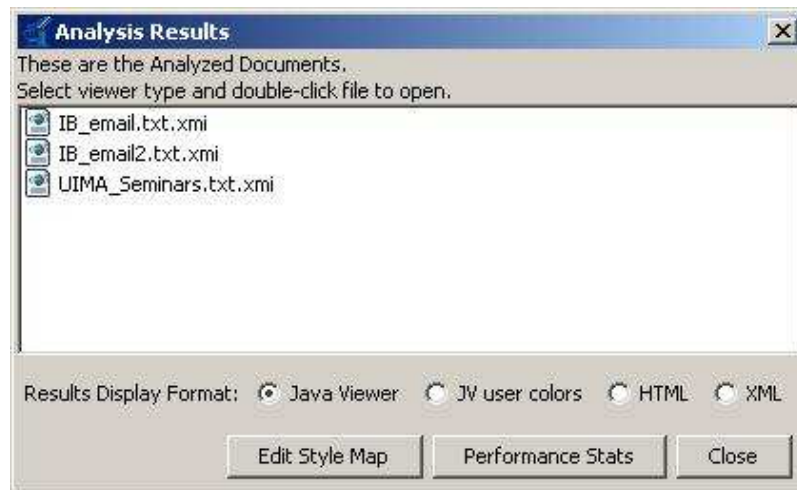 Analysis Results
These are the Analyzed Documents.
Select viewer type and double-click file to open.
IB_email.txt.xmi
IB_email2.txt.xmi
UIMA_Seminars.txt.xmi
Results Display Format: Java Viewer JV user colors HTML XML
Edit Style Map Performance Stats Close